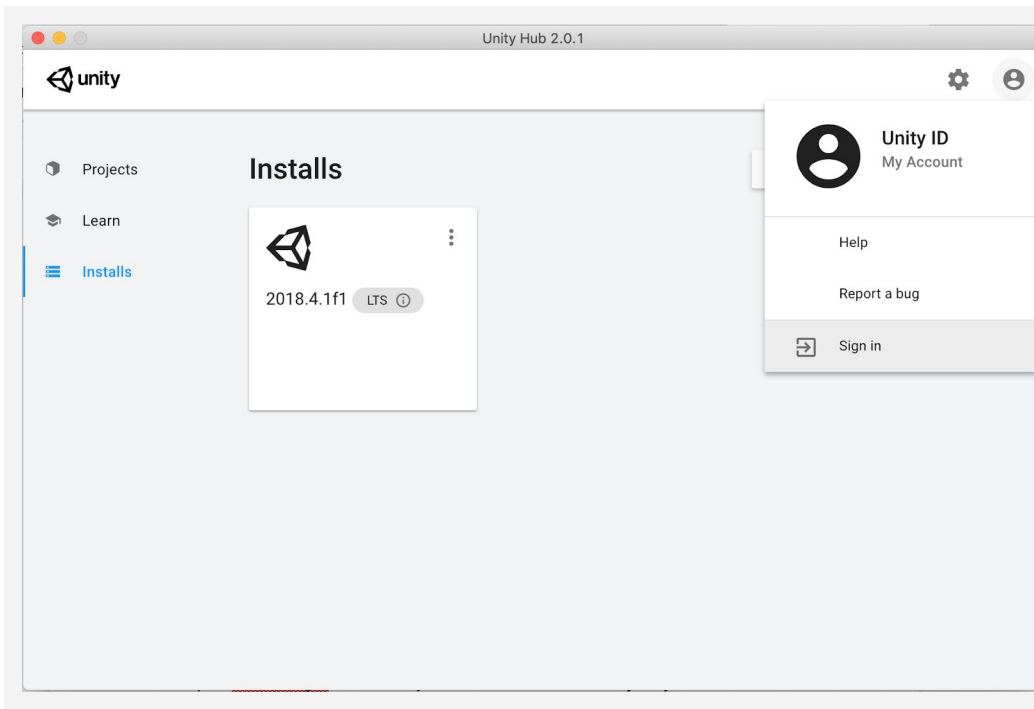 Unity Hub 2.0.1
unity
Unity ID
My Account
Projects
Installs
Learn
Help
Installs
2018.4.1f1 LTS
Report a bug
Sign in